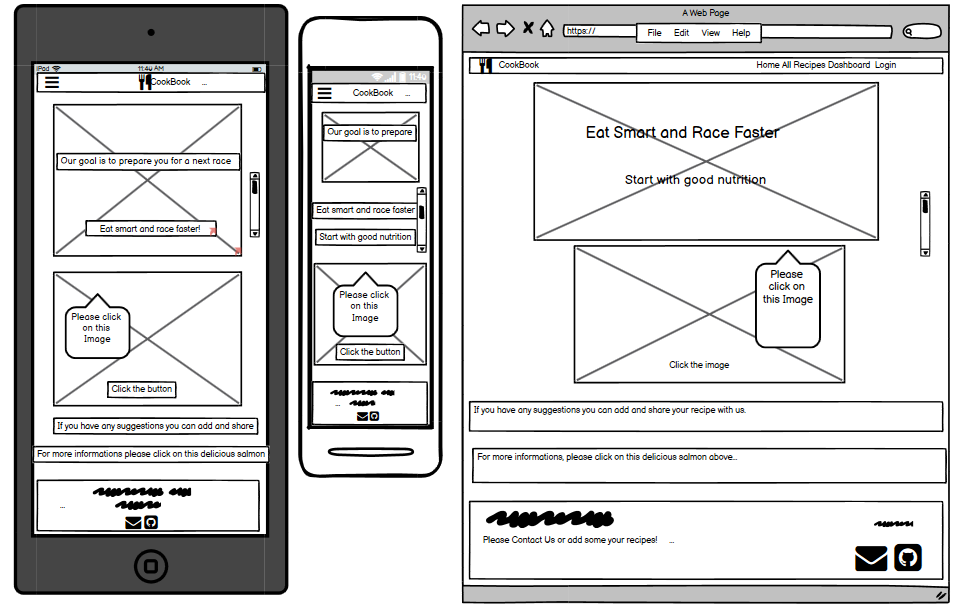 iPod
11:40 AM
CookBook ...
Our goal is to prepare you for a next race
Eat smart and race faster!
Please click
on this
Image
Click the button
If you have any suggestions you can add and share
For more informations please click on this delicious salmon
...
11:40
CookBook ...
Our goal is to prepare
Eat smart and race faster
Start with good nutrition
Please click
on this
Image
Click the button
...
A Web Page
https://
File Edit View Help
CookBook
Home All Recipes Dashboard Login
Eat Smart and Race Faster
Start with good nutrition
Please
click on
this Image
Click the image
If you have any suggestions you can add and share your recipe with us.
For more informations, please click on this delicious salmon above...
Please Contact Us or add some your recipes! ...